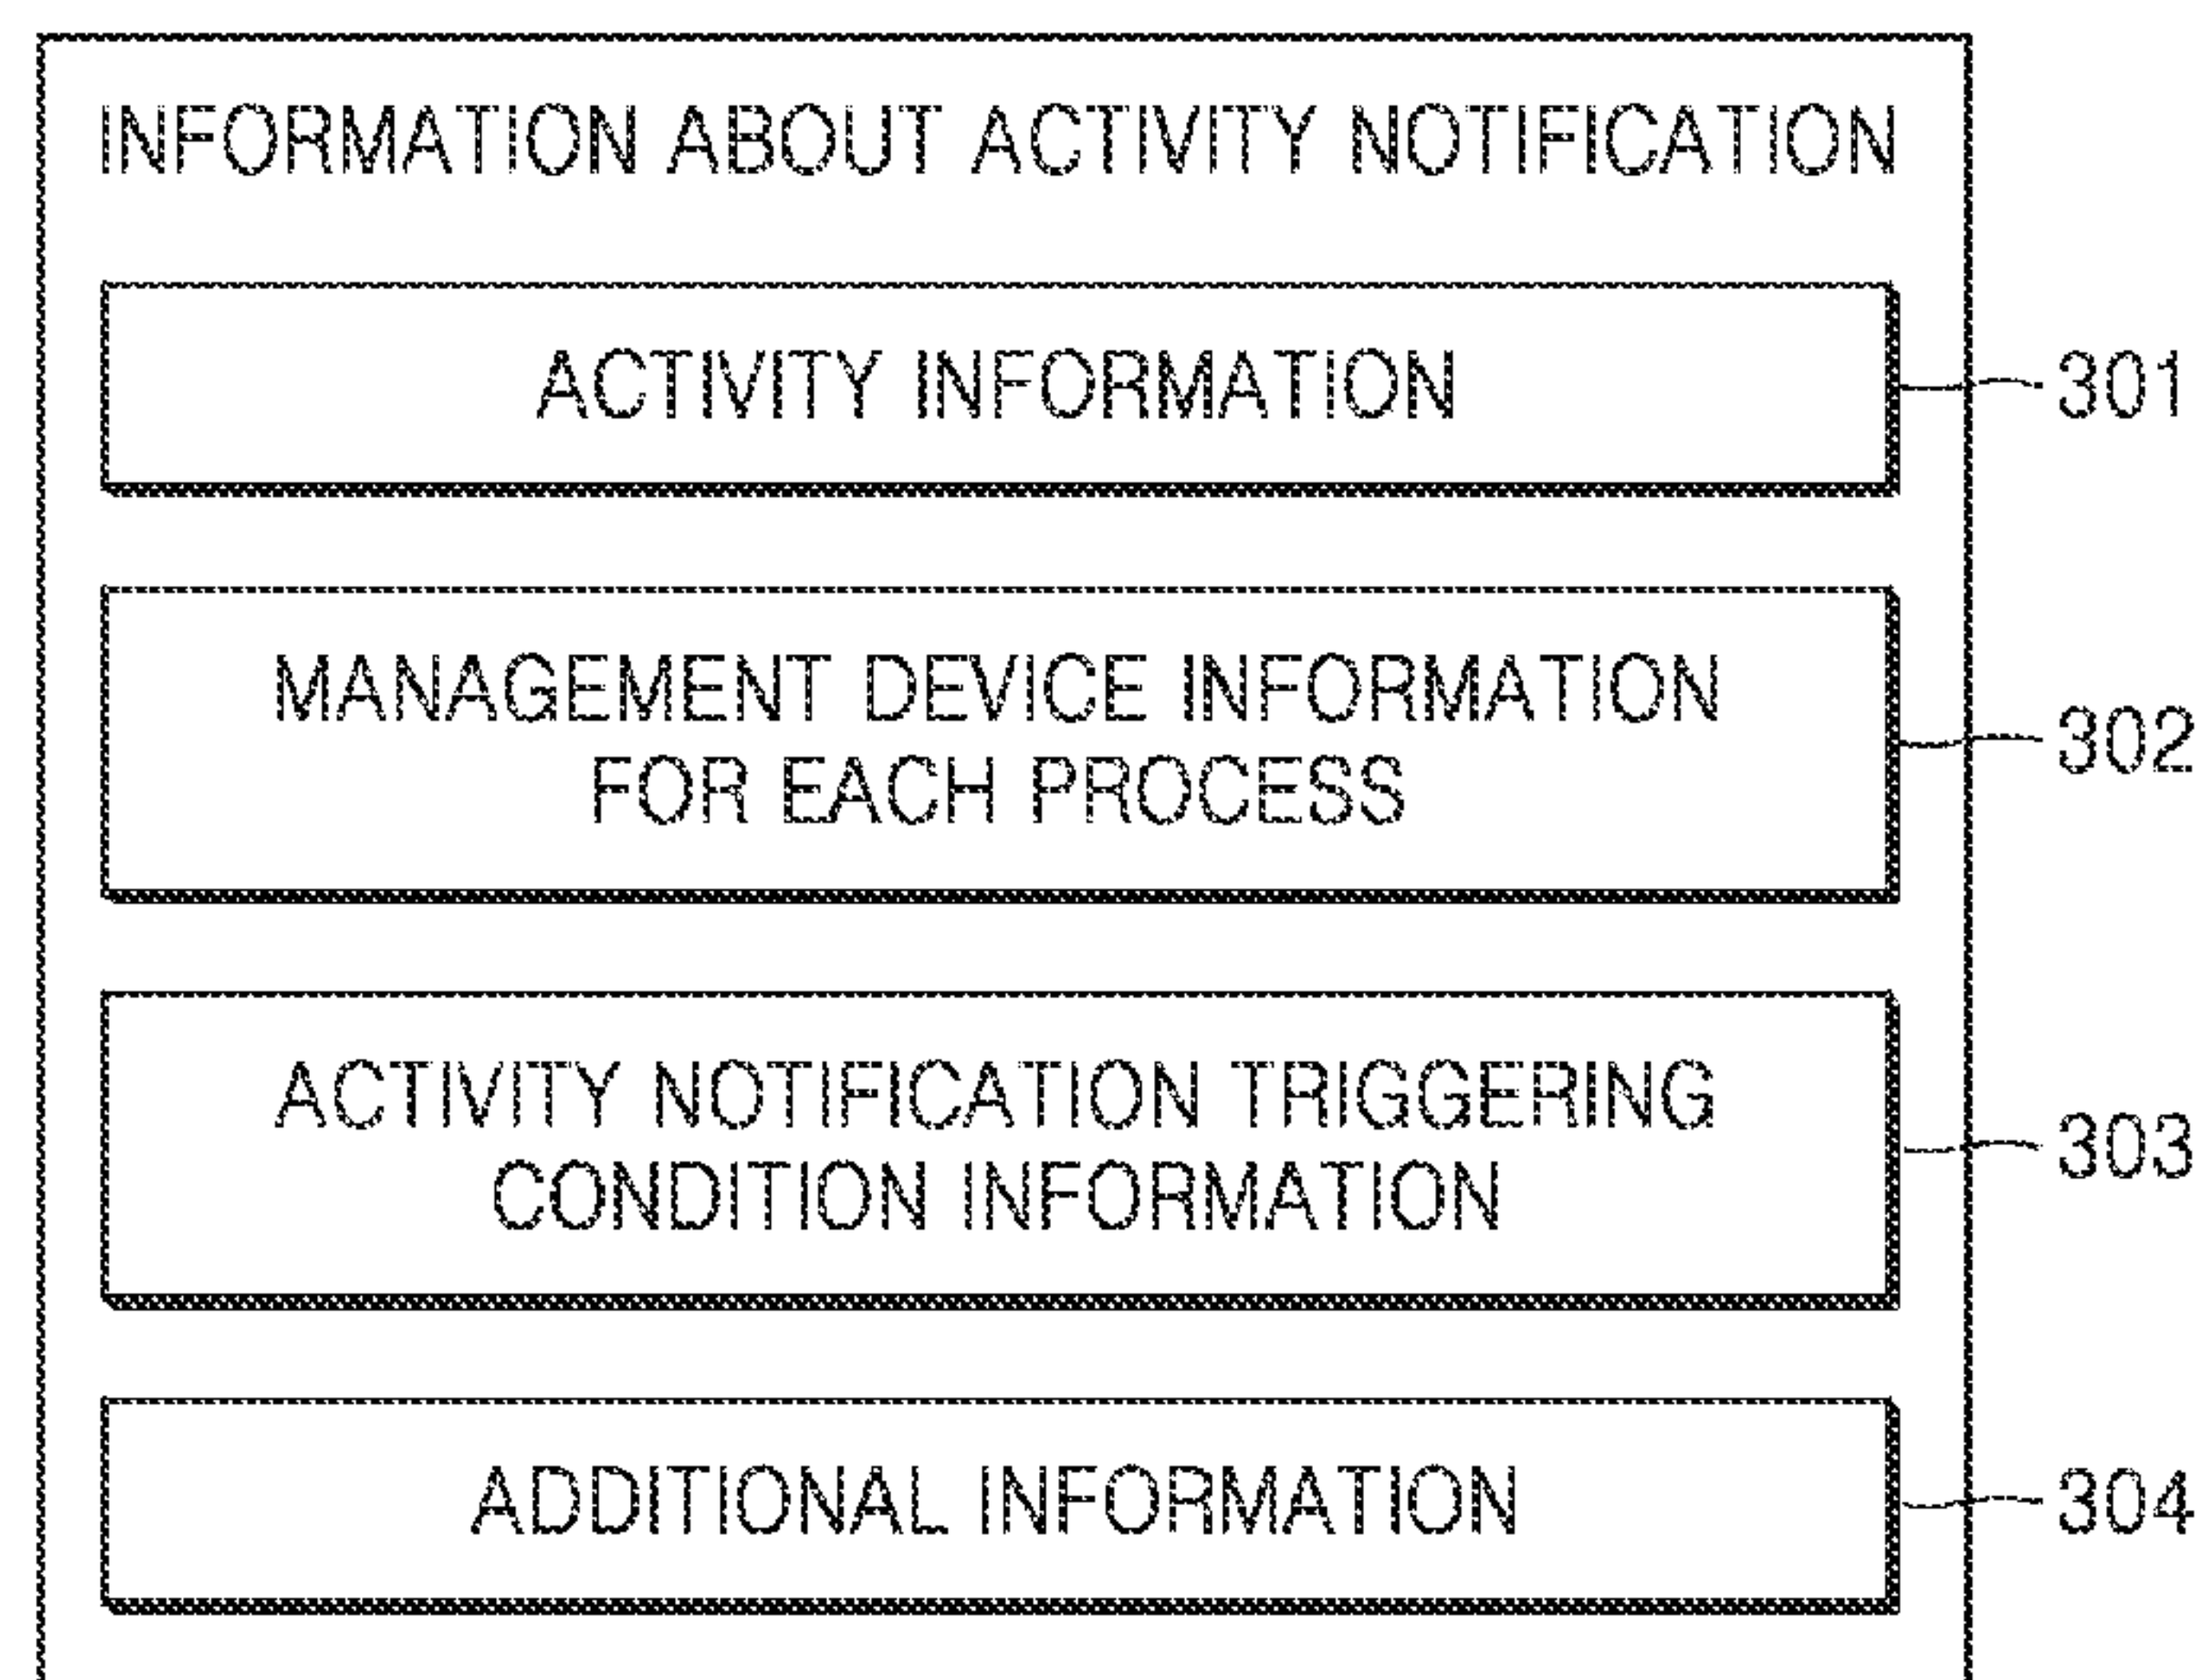 INFORMATION ABOUT ACTIVITY NOTIFICATION
ACTIVITY INFORMATION
301
MANAGEMENT DEVICE INFORMATION
FOR EACH PROCESS
302
ACTIVITY NOTIFICATION TRIGGERING
CONDITION INFORMATION
303
ADDITIONAL INFORMATION
304